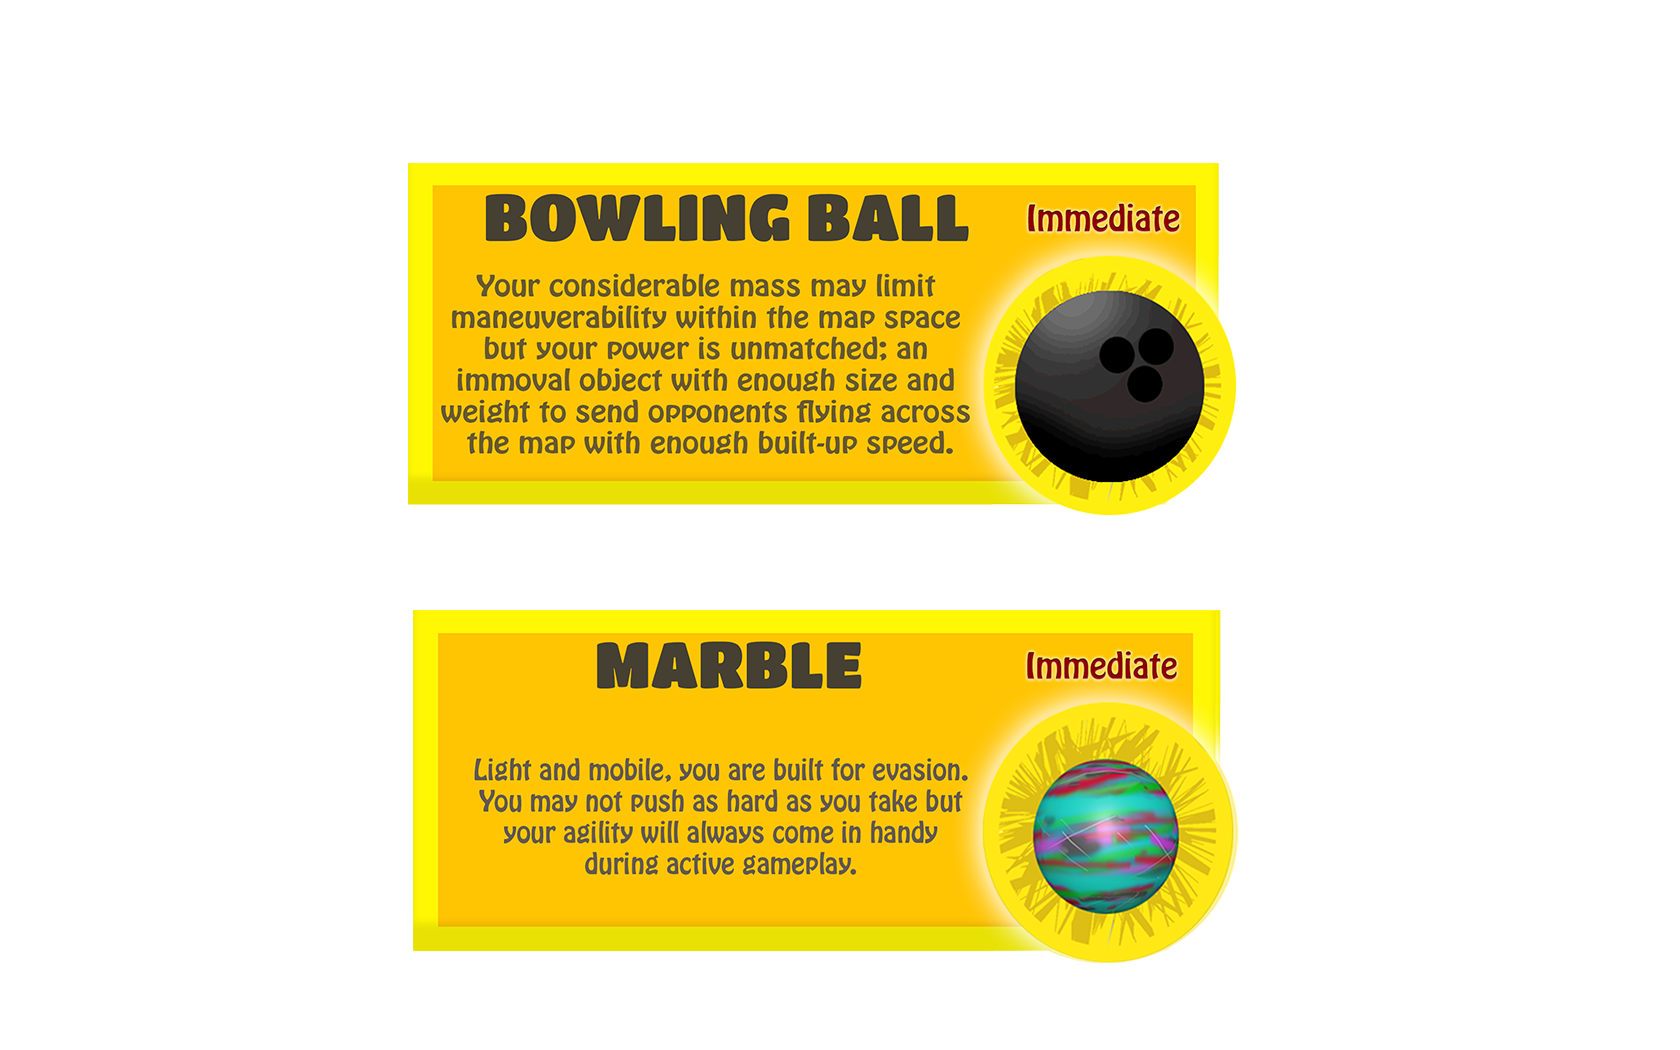 BOWLING BALL
Immediate
Your considerable mass may limit
maneuverability within the map space
but your power is unmatched; an
immoval object with enough size and
weight to send opponents flying across
the map with enough built-up speed.
MARBLE
Immediate
Light and mobile, you are built for evasion.
You may not push as hard as you take but
your agility will always come in handy
during active gameplay.